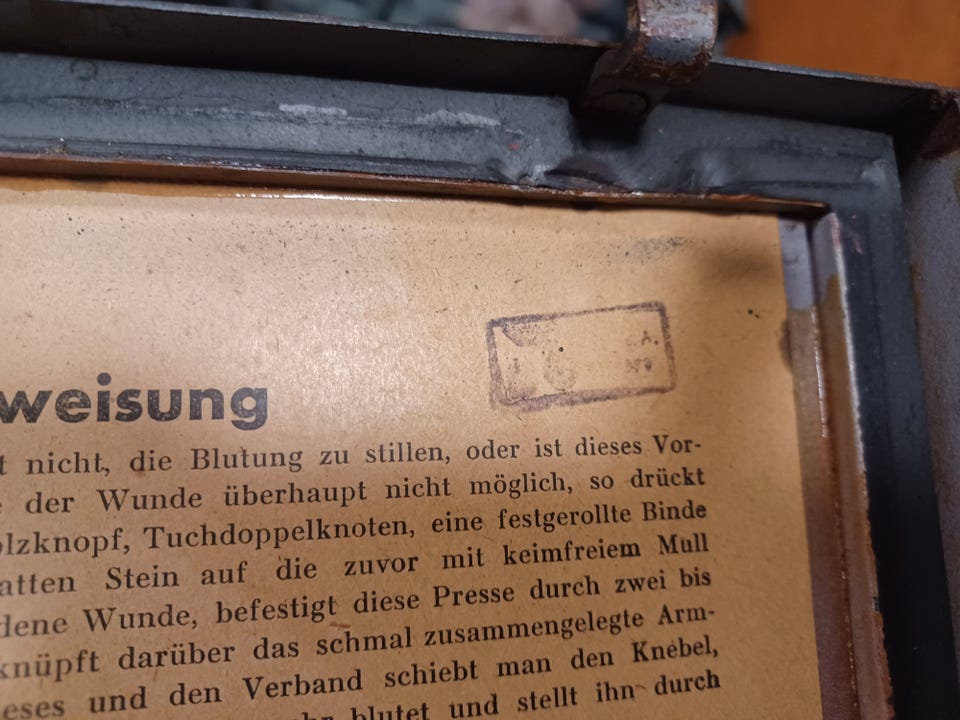 A.
weisung
t nicht, die Blutung zu stillen, oder ist dieses Vor-
der Wunde überhaupt nicht möglich, so drückt
olzknopf, Tuchdoppelknoten, eine festgerollte Binde
atten Stein auf die zuvor mit keimfreiem Mull
dene Wunde, befestigt diese Presse durch zwei bis
knüpft darüber das schmal zusammengelegte Arm-
eses und den Verband schiebt man den Knebel,
blutet und stellt ihn durch